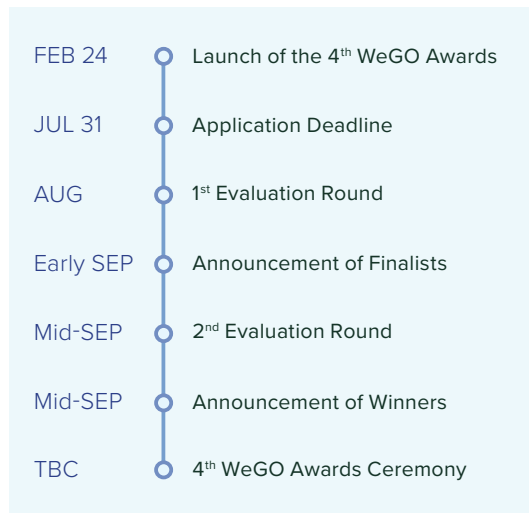 FEB 24 Launch of the 4th WeGO Awards
JUL 31 Application Deadline
AUG 1st Evaluation Round
Early SEP Announcement of Finalists
Mid-SEP 2nd Evaluation Round
Mid-SEP Announcement of Winners
TBC 4th WeGO Awards Ceremony